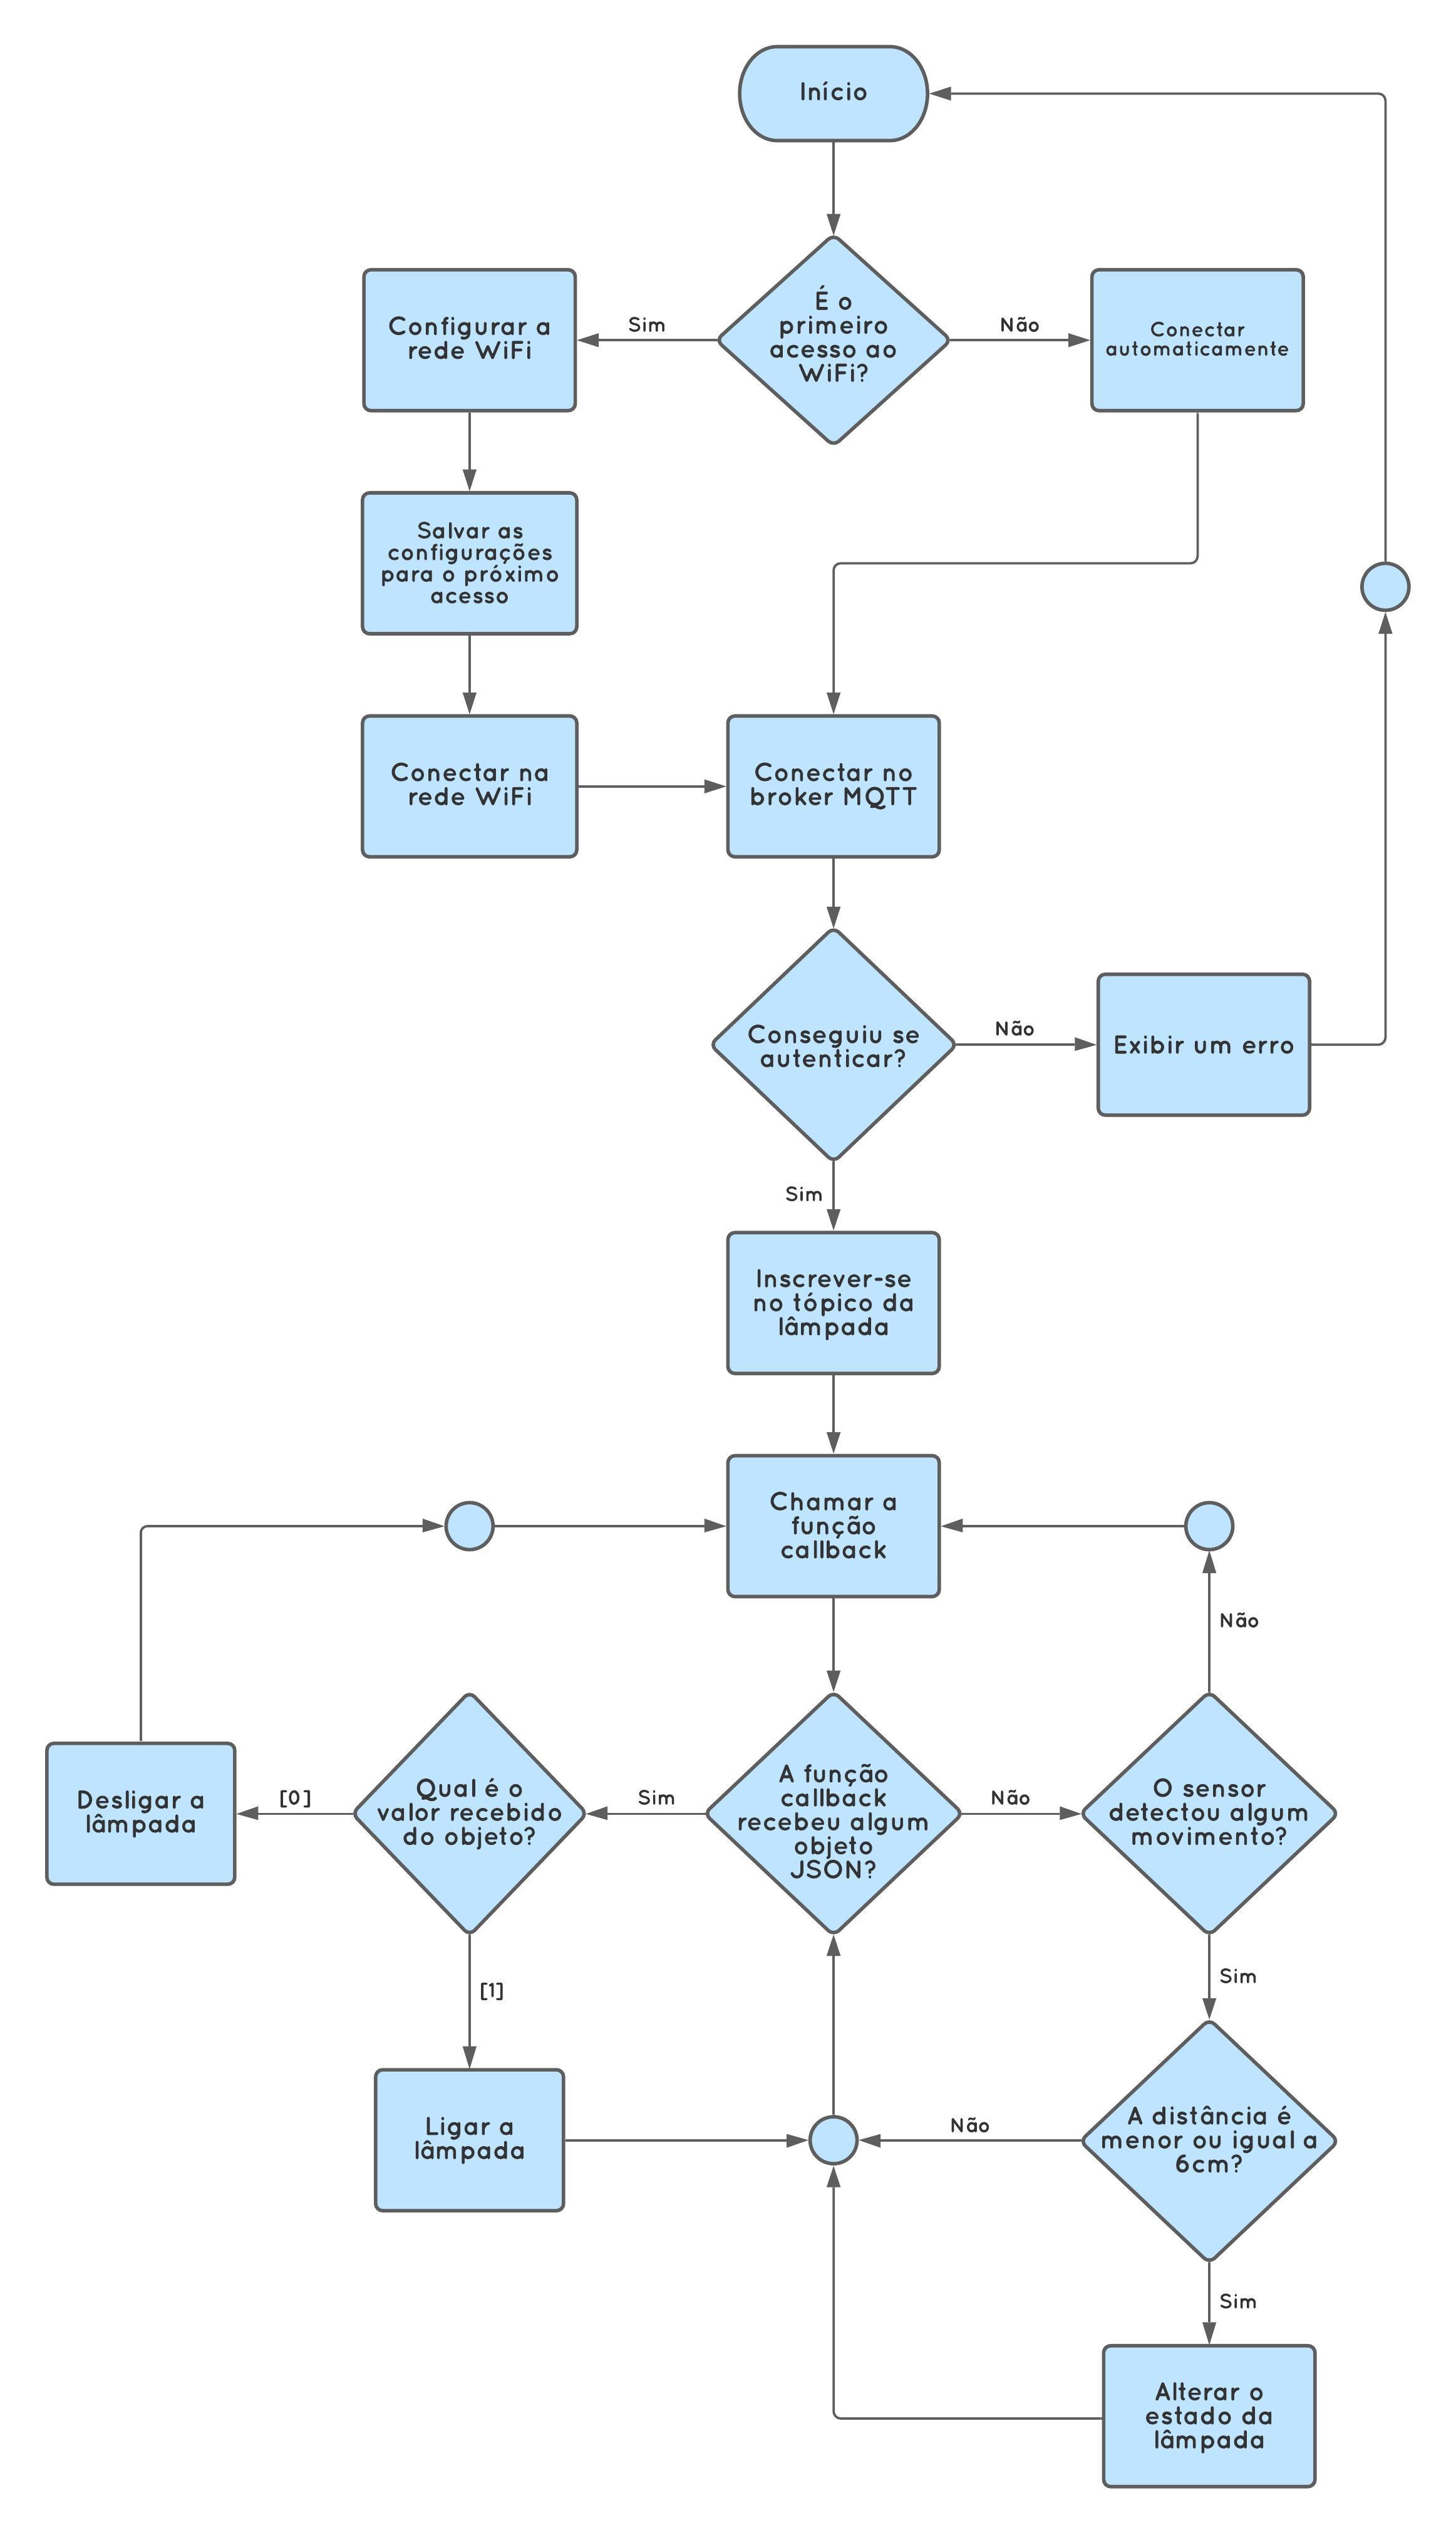 Início
É o
primeiro
acesso ao
WiFi?
Sim
Não
Configurar a
rede WiFi
Conectar
automaticamente
Salvar as
configurações
para o próximo
acesso
Conectar na
rede WiFi
Conectar no
broker MQTT
Conseguiu se
autenticar?
Não
Exibir um erro
Sim
Inscrever-se
no tópico da
lâmpada
Chamar a
função
callback
Não
Desligar a
lâmpada
[0]
Qual é o
valor recebido
do objeto?
Sim
A função
callback
recebeu algum
objeto
JSON?
Não
O sensor
detectou algum
movimento?
[1]
Sim
Ligar a
lâmpada
Não
A distância é
menor ou igual a
6cm?
Sim
Alterar o
estado da
lâmpada